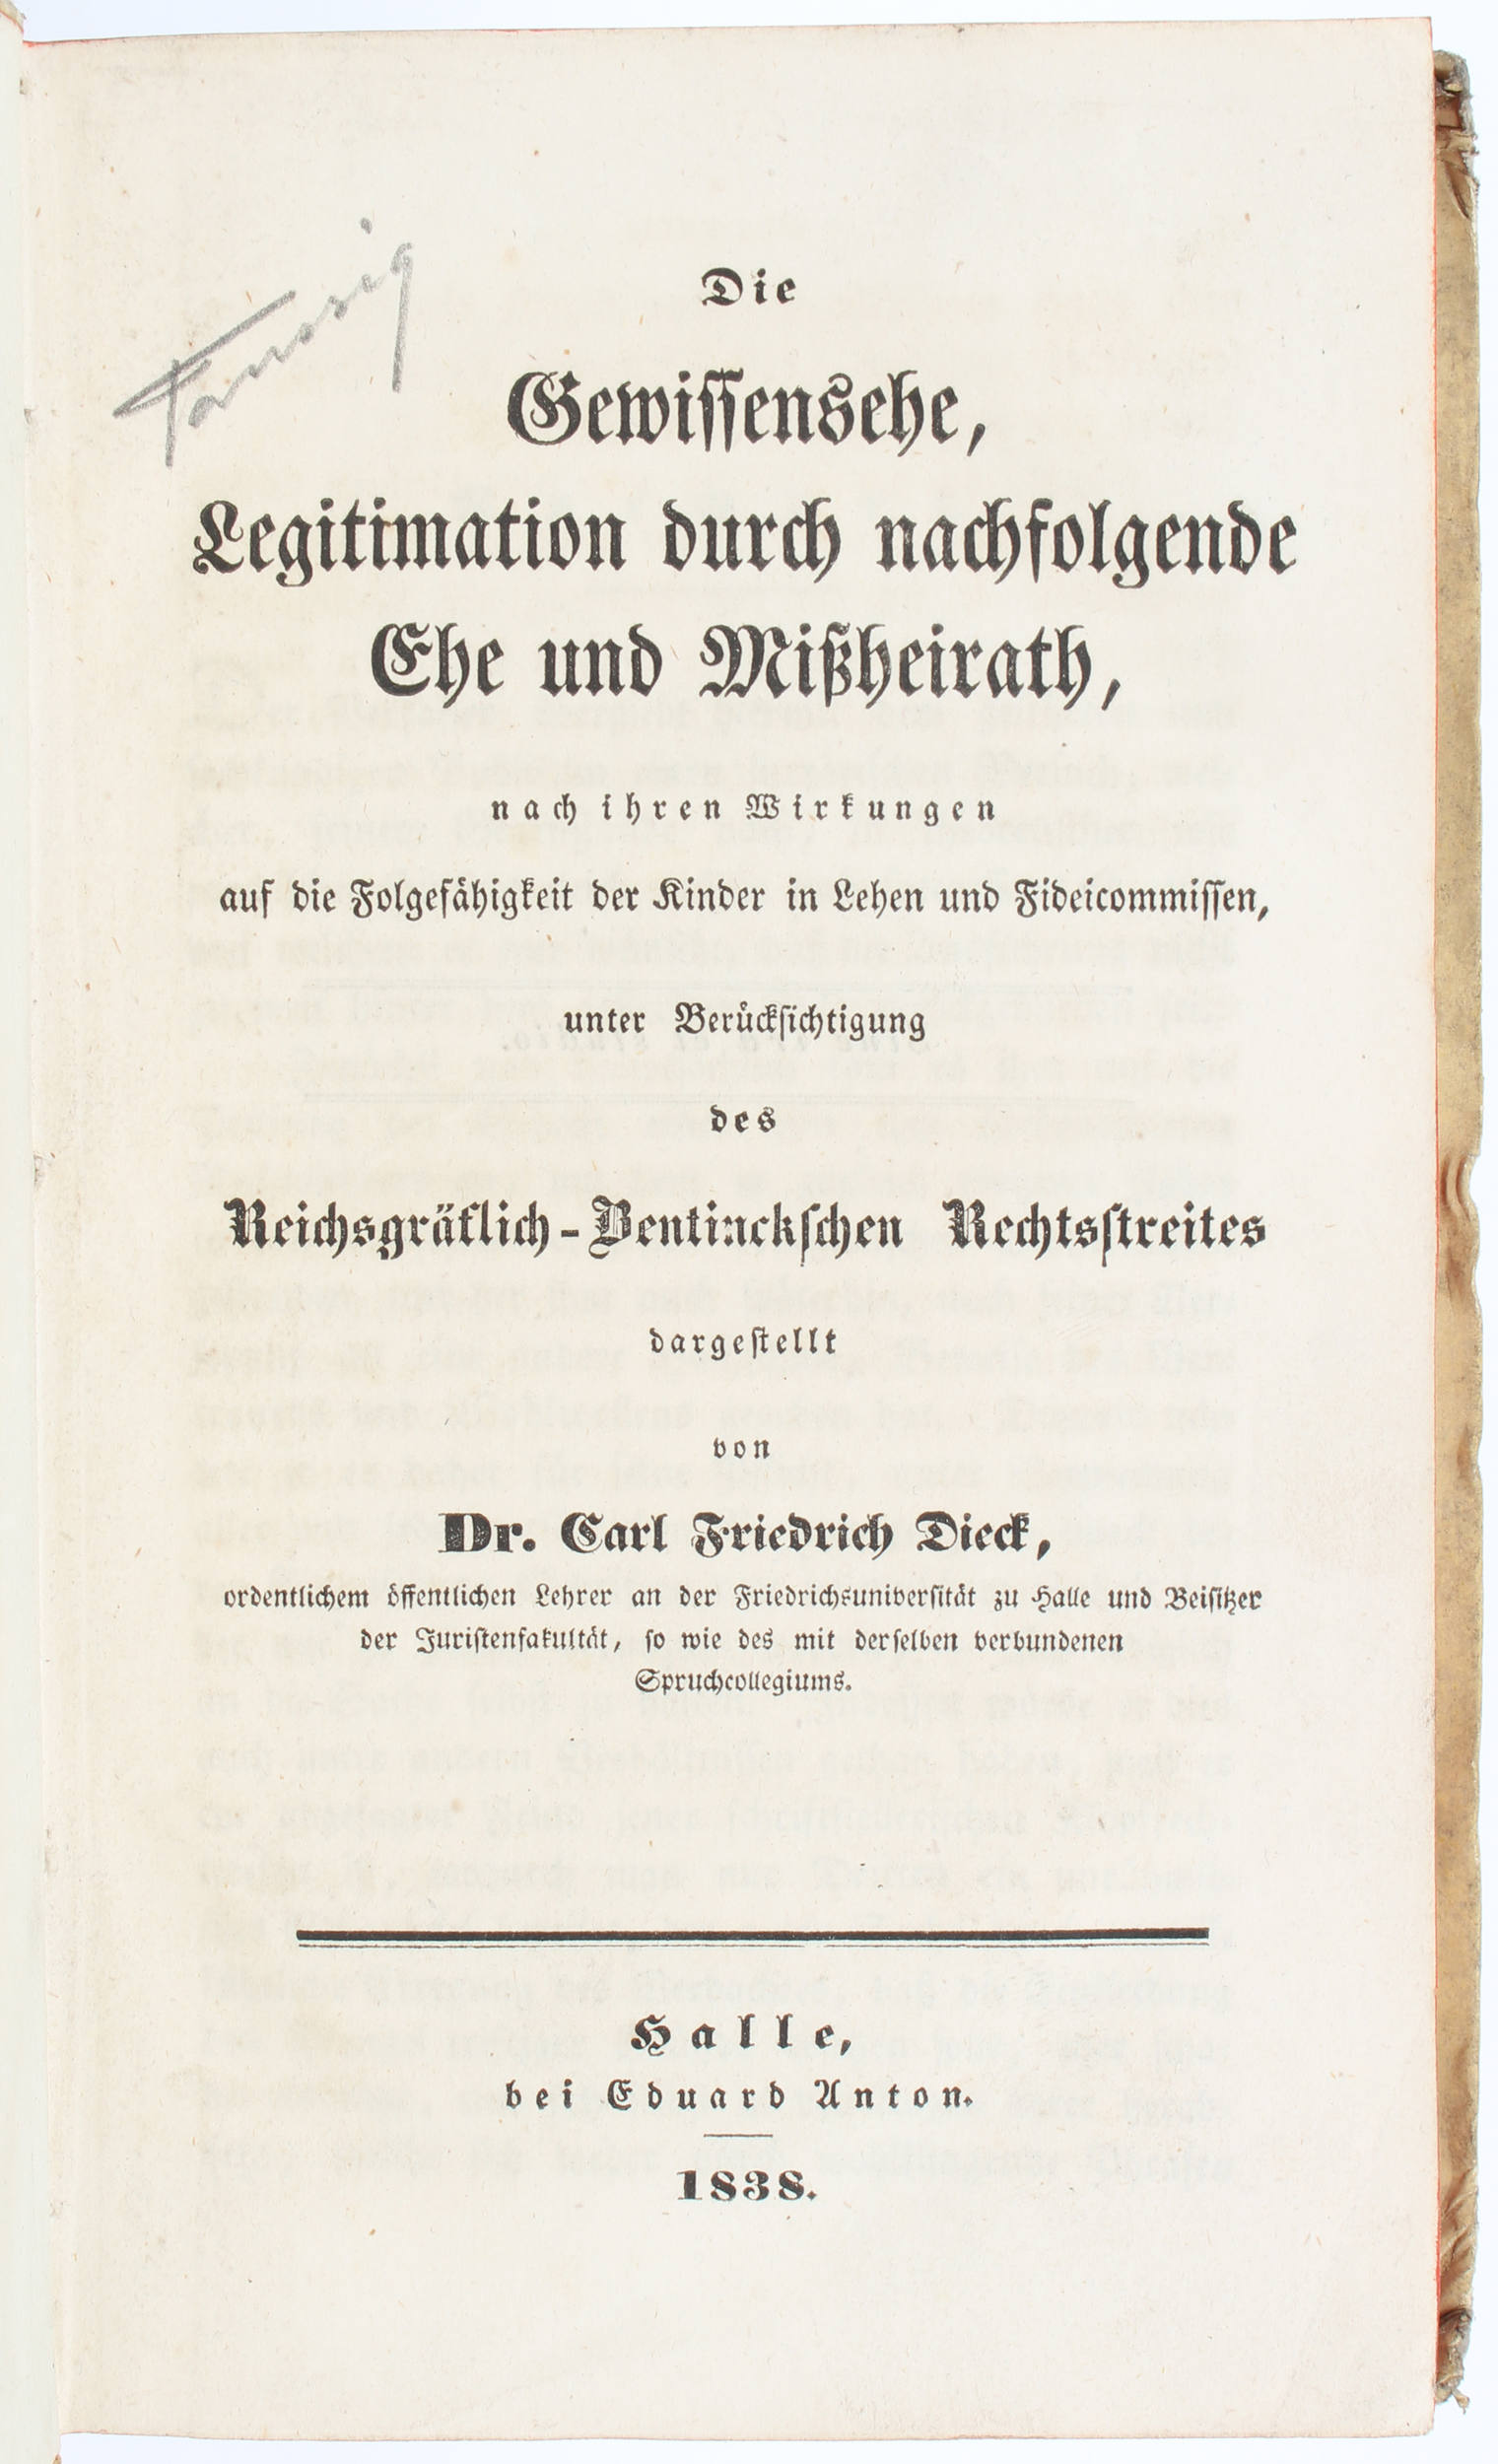 Die
Gewissensehe,
Legitimation durch nachfolgende
Ehe und Mißheirath,
nach ihren Wirkungen
auf die Folgefähigkeit der Kinder in Lehen und Fideicommissen,
unter Berücksichtigung
des
Reichsgräflich-Bentinckschen Rechtsstreites
dargestellt
von
Dr. Carl Friedrich Dieck,
ordentlichem öffentlichen Lehrer an der Friedrichsuniversität zu Halle und Beisitzer
der Juristenfakultät, so wie des mit derselben verbundenen
Spruchcollegiums.
Halle,
bei Eduard Anton.
1838.